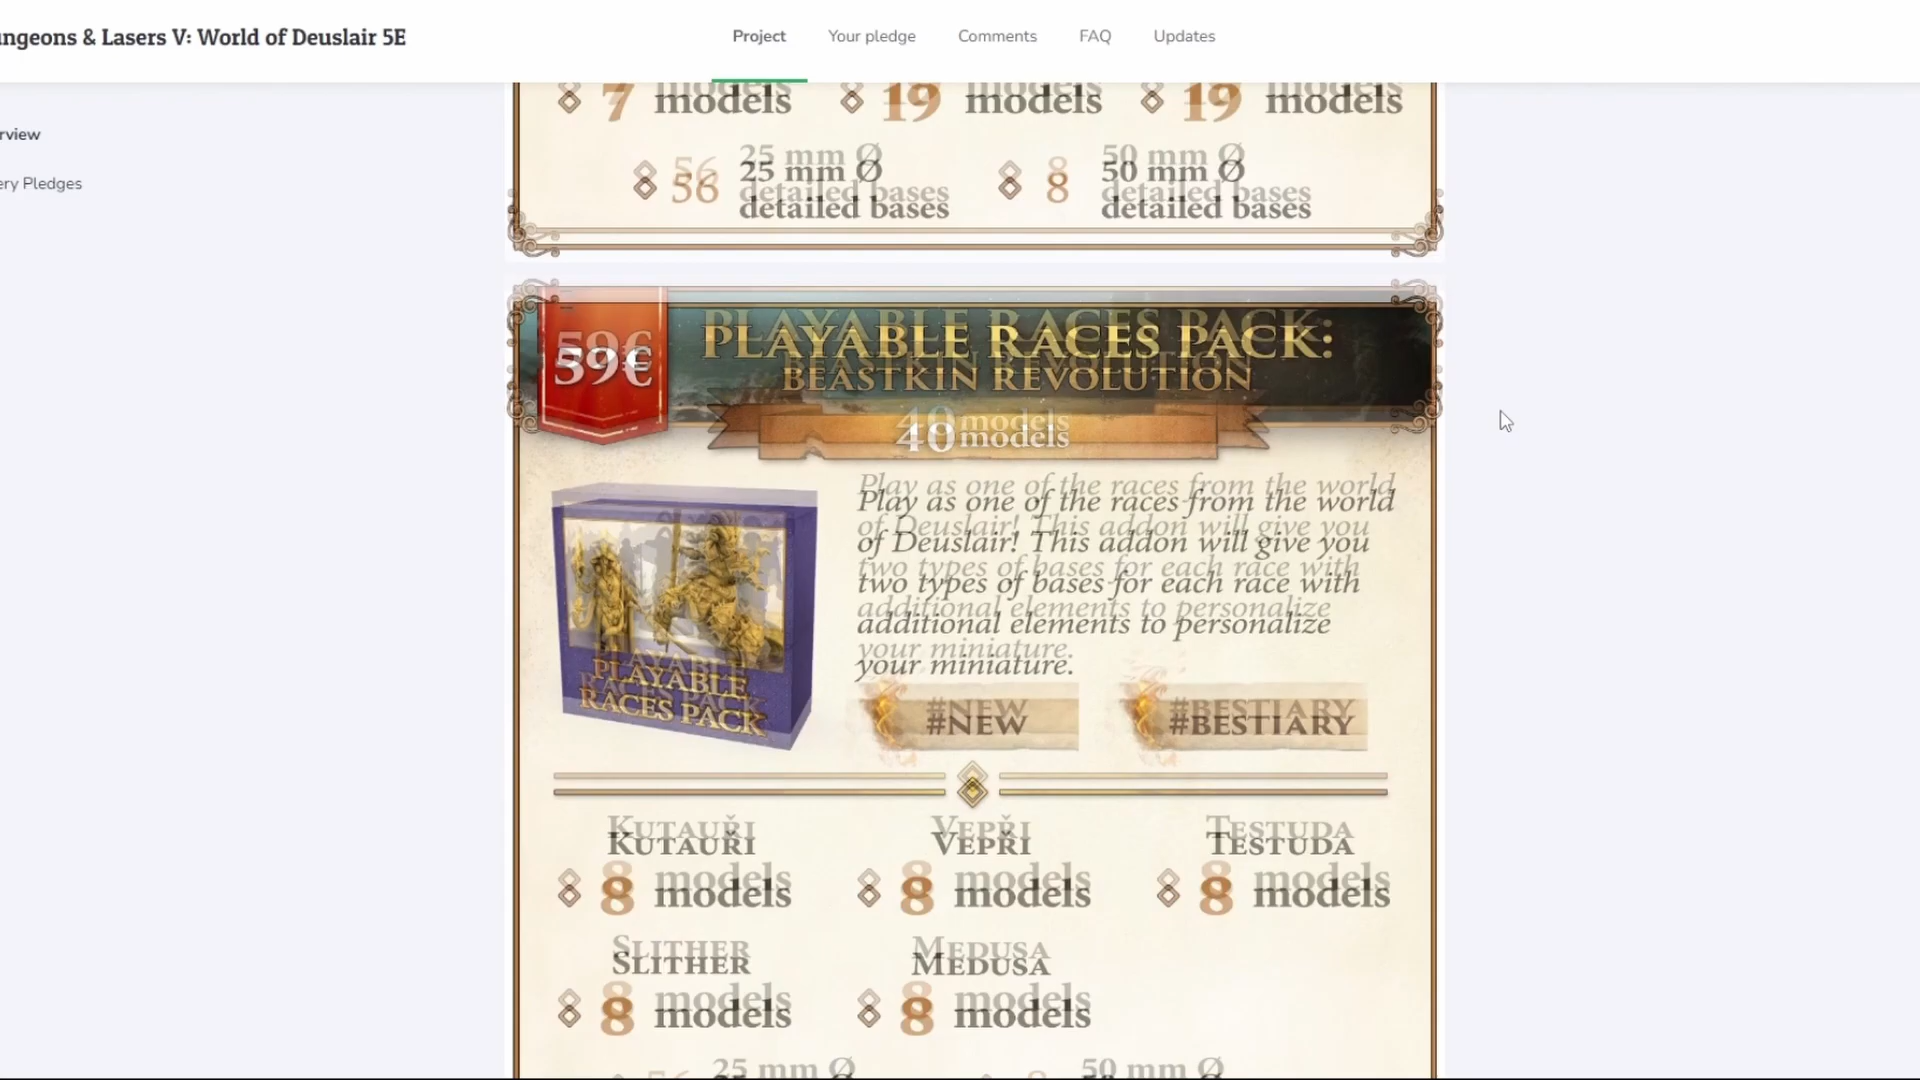 ngeons & Lasers V: World of Deuslair 5E
Project Your pledge Comments FAQ Updates
rview
ery Pledges
7 models 19 models 19 models
56 25 mm Ø detailed bases 8 50 mm Ø detailed bases
59€
PLAYABLE RACES PACK:
BEASTKIN REVOLUTION
40 models
Play as one of the races from the world
of Deuslair! This addon will give you
two types of bases for each race with
additional elements to personalize
your miniature.
PLAYABLE
RACES PACK
#NEW #BESTIARY
KUTAUŘI VEPŘI TESTUDA
8 models 8 models 8 models
SLITHER MEDUSA
8 models 8 models
25 mm Ø 50 mm Ø